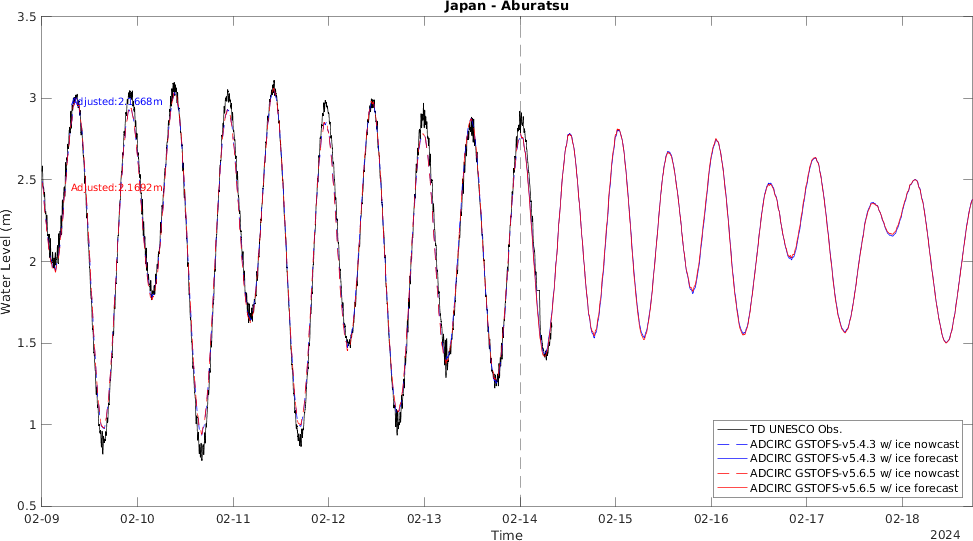 Japan - Aburatsu
3.5
3
2.5
2
1.5
1
0.5
Water Level (m)
Adjusted:2.1668m
Adjusted:2.1692m
TD UNESCO Obs.
ADCIRC GSTOFS-v5.4.3 w/ ice nowcast
ADCIRC GSTOFS-v5.4.3 w/ ice forecast
ADCIRC GSTOFS-v5.6.5 w/ ice nowcast
ADCIRC GSTOFS-v5.6.5 w/ ice forecast
02-09 02-10 02-11 02-12 02-13 02-14 02-15 02-16 02-17 02-18
Time
2024